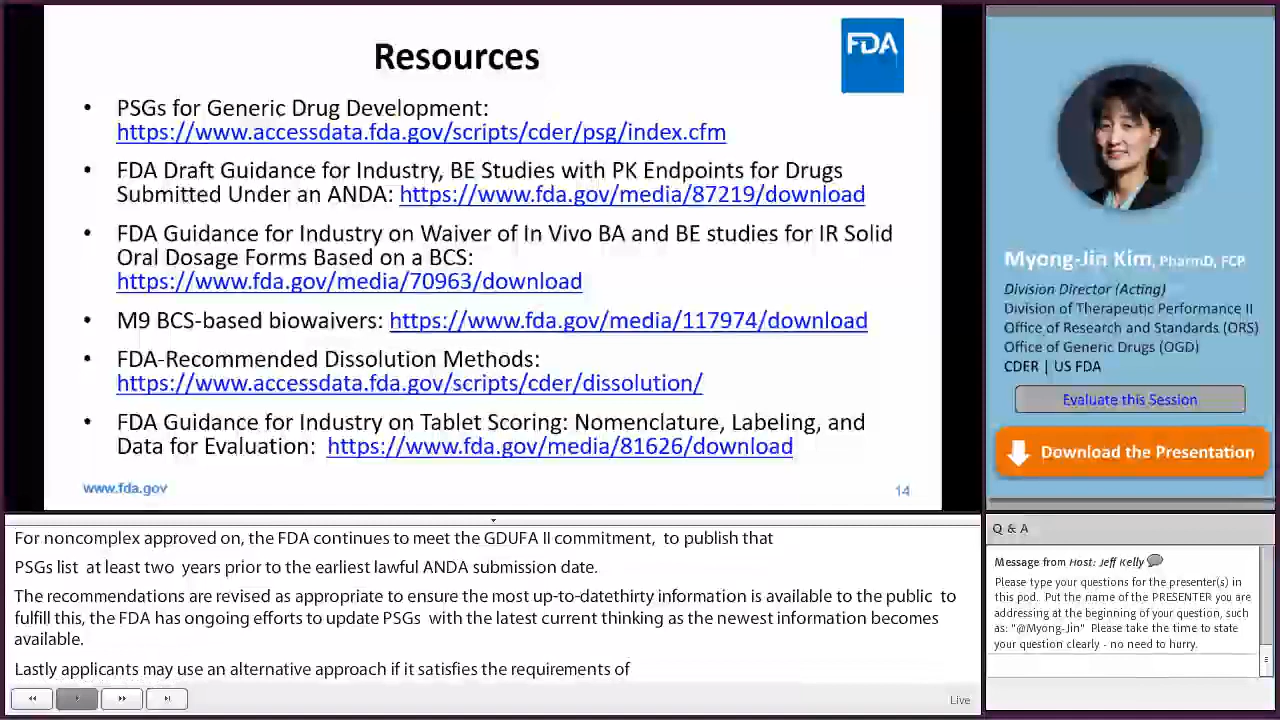 Resources
FDA
• PSGs for Generic Drug Development:
https://www.accessdata.fda.gov/scripts/cder/psg/index.cfm
• FDA Draft Guidance for Industry, BE Studies with PK Endpoints for Drugs
Submitted Under an ANDA: https://www.fda.gov/media/87219/download
• FDA Guidance for Industry on Waiver of In Vivo BA and BE studies for IR Solid
Oral Dosage Forms Based on a BCS:
https://www.fda.gov/media/70963/download
• M9 BCS-based biowaivers: https://www.fda.gov/media/117974/download
• FDA-Recommended Dissolution Methods:
https://www.accessdata.fda.gov/scripts/cder/dissolution/
• FDA Guidance for Industry on Tablet Scoring: Nomenclature, Labeling, and
Data for Evaluation: https://www.fda.gov/media/81626/download
www.fda.gov
14
Myong-Jin Kim, PharmD, FCP
Division Director (Acting)
Division of Therapeutic Performance II
Office of Research and Standards (ORS)
Office of Generic Drugs (OGD)
CDER | US FDA
Evaluate this Session
Download the Presentation
For noncomplex approved on, the FDA continues to meet the GDUFA II commitment, to publish that
PSGs list at least two years prior to the earliest lawful ANDA submission date.
The recommendations are revised as appropriate to ensure the most up-to-datethirty information is available to the public to
fulfill this, the FDA has ongoing efforts to update PSGs with the latest current thinking as the newest information becomes
available.
Lastly applicants may use an alternative approach if it satisfies the requirements of
Live
Q & A
Message from Host: Jeff Kelly
Please type your questions for the presenter(s) in
this pod. Put the name of the PRESENTER you are
addressing at the beginning of your question, such
as: "@Myong-Jin" Please take the time to state
your question clearly - no need to hurry.